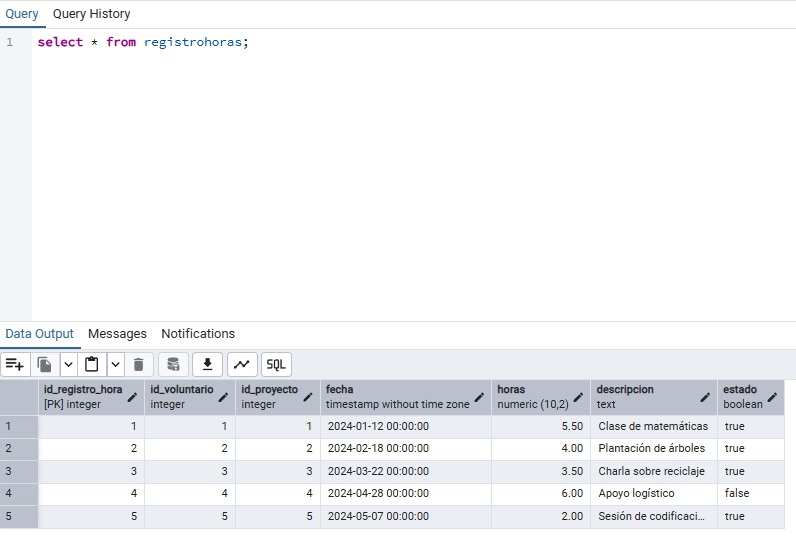 Query Query History
1 select * from registrohoras;
Data Output Messages Notifications
SQL
id_registro_hora id_voluntario id_proyecto fecha horas descripcion estado
[PK] integer integer integer timestamp without time zone numeric (10,2) text boolean
1 1 1 1 2024-01-12 00:00:00 5.50 Clase de matemáticas true
2 2 2 2 2024-02-18 00:00:00 4.00 Plantación de árboles true
3 3 3 3 2024-03-22 00:00:00 3.50 Charla sobre reciclaje true
4 4 4 4 2024-04-28 00:00:00 6.00 Apoyo logístico false
5 5 5 5 2024-05-07 00:00:00 2.00 Sesión de codificaci... true